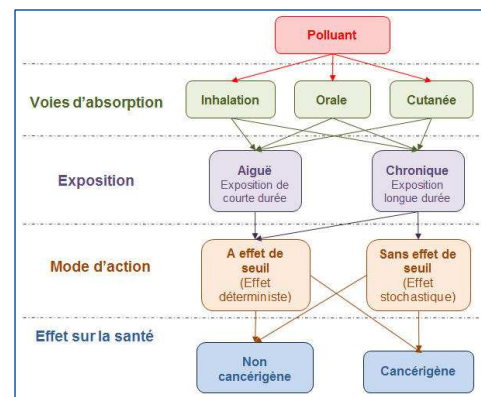 Polluant
Voies d'absorption
Inhalation
Orale
Cutanée
Exposition
Aiguë
Exposition de
courte durée
Chronique
Exposition
longue durée
Mode d'action
A effet de
seuil
(Effet
déterministe)
Sans effet de
seuil
(Effet
stochastique)
Effet sur la santé
Non
cancérigène
Cancérigène